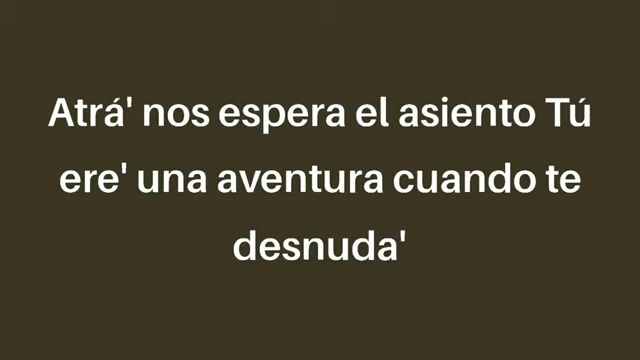 Atrá' nos espera el asiento Tú
ere' una aventura cuando te
desnuda'